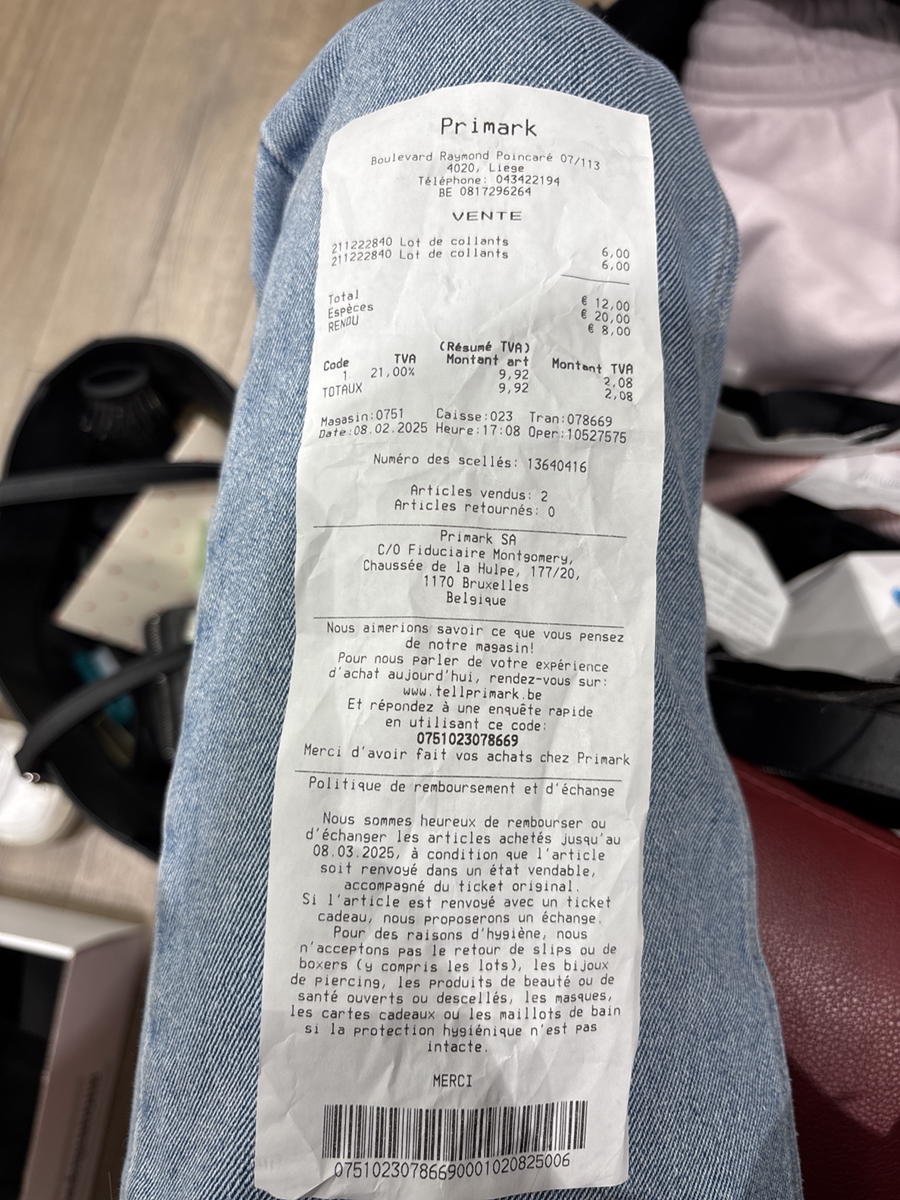 Primark
Boulevard Raymond Poincaré 07/113
4020, Liege
Téléphone: 043422194
BE 0817296264
VENTE
211222840 Lot de collants 6,00
211222840 Lot de collants 6,00
Total € 12,00
Espèces € 20,00
RENDU € 8,00
(Résumé TVA)
Code TVA Montant art Montant TVA
1 21,00% 9,92 2,08
TOTAUX 9,92 2,08
Magasin:0751 Caisse:023 Tran:078669
Date:08.02.2025 Heure:17:08 Oper:10527575
Numéro des scellés: 13640416
Articles vendus: 2
Articles retournés: 0
Primark SA
C/O Fiduciaire Montgomery,
Chaussée de la Hulpe, 177/20,
1170 Bruxelles
Belgique
Nous aimerions savoir ce que vous pensez
de notre magasin!
Pour nous parler de votre expérience
d'achat aujourd'hui, rendez-vous sur:
www.tellprimark.be
Et répondez à une enquête rapide
en utilisant ce code:
0751023078669
Merci d'avoir fait vos achats chez Primark
Politique de remboursement et d'échange
Nous sommes heureux de rembourser ou
d'échanger les articles achetés jusqu'au
08.03.2025, à condition que l'article
soit renvoyé dans un état vendable,
accompagné du ticket original.
Si l'article est renvoyé avec un ticket
cadeau, nous proposerons un échange.
Pour des raisons d'hygiène, nous
n'acceptons pas le retour de slips ou de
boxers (y compris les lots), les bijoux
de piercing, les produits de beauté ou de
santé ouverts ou descellés, les masques,
les cartes cadeaux ou les maillots de bain
si la protection hygiénique n'est pas
intacte.
MERCI
07510230786690001020825006